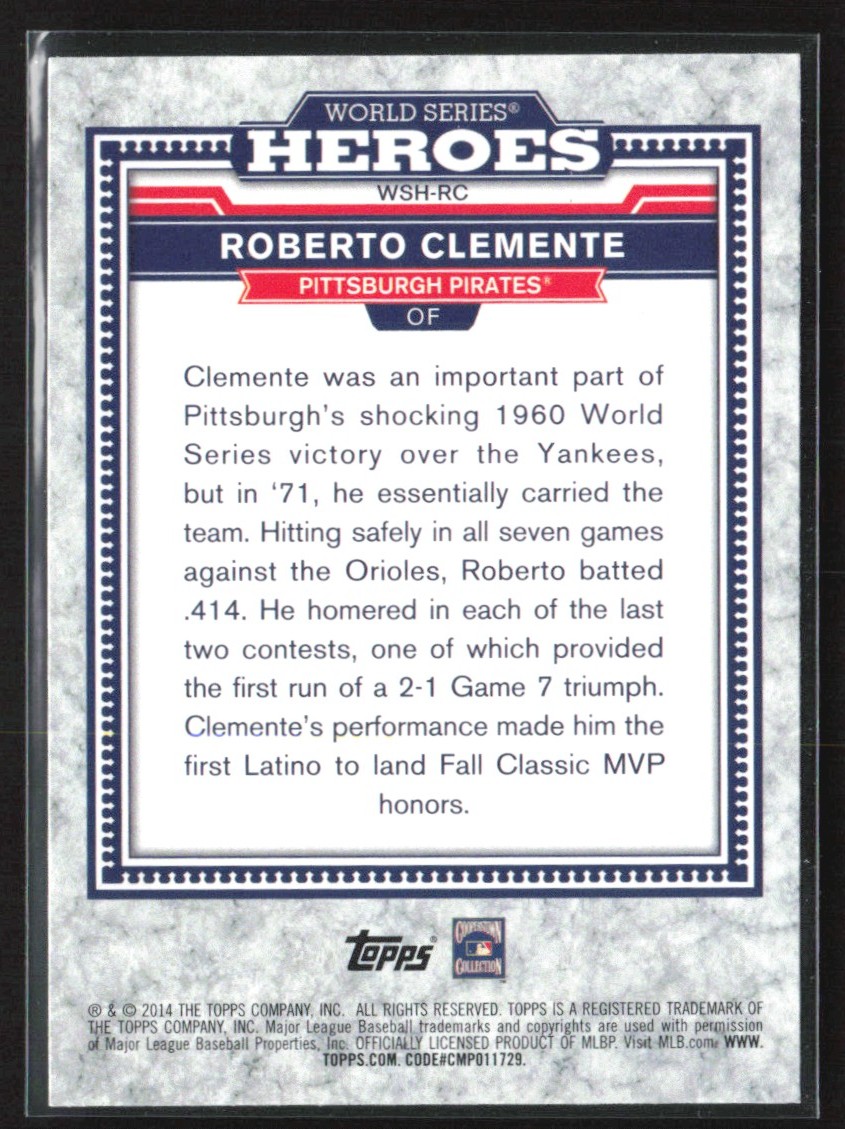 WORLD SERIES®
HEROES
WSH-RC
ROBERTO CLEMENTE
PITTSBURGH PIRATES®
OF
Clemente was an important part of
Pittsburgh's shocking 1960 World
Series victory over the Yankees,
but in ‘71, he essentially carried the
team. Hitting safely in all seven games
against the Orioles, Roberto batted
.414. He homered in each of the last
two contests, one of which provided
the first run of a 2-1 Game 7 triumph.
Clemente's performance made him the
first Latino to land Fall Classic MVP
honors.
topps®
COOPERSTOWN
COLLECTION
® & © 2014 THE TOPPS COMPANY, INC. ALL RIGHTS RESERVED. TOPPS IS A REGISTERED TRADEMARK OF
THE TOPPS COMPANY, INC. Major League Baseball trademarks and copyrights are used with permission
of Major League Baseball Properties, Inc. OFFICIALLY LICENSED PRODUCT OF MLBP. Visit MLB.com. WWW.
TOPPS.COM. CODE#CMP011729.